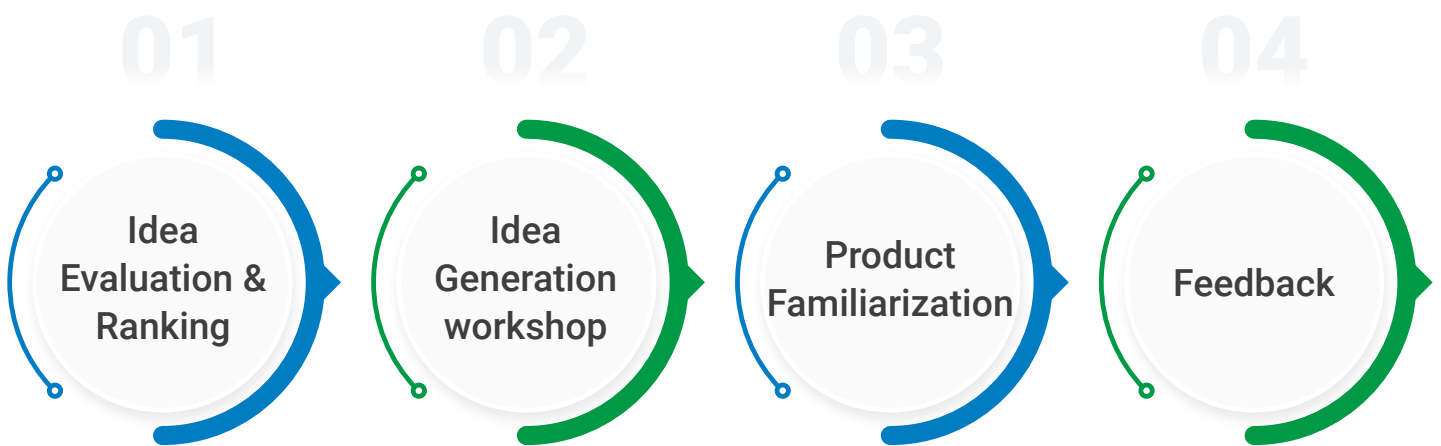 01
02
03
04
Idea
Evaluation &
Ranking
Idea
Generation
workshop
Product
Familiarization
Feedback